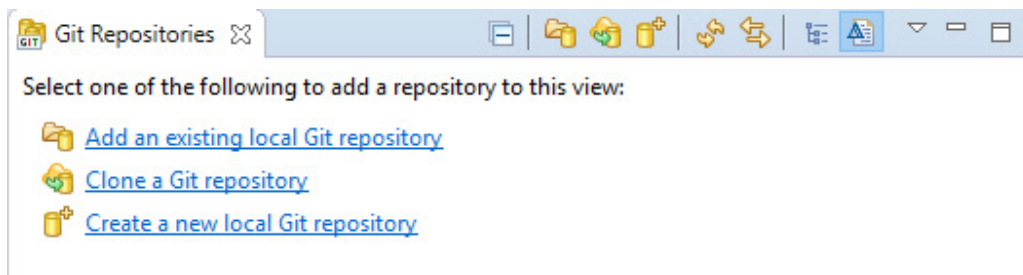 Git Repositories
Select one of the following to add a repository to this view:
Add an existing local Git repository
Clone a Git repository
Create a new local Git repository